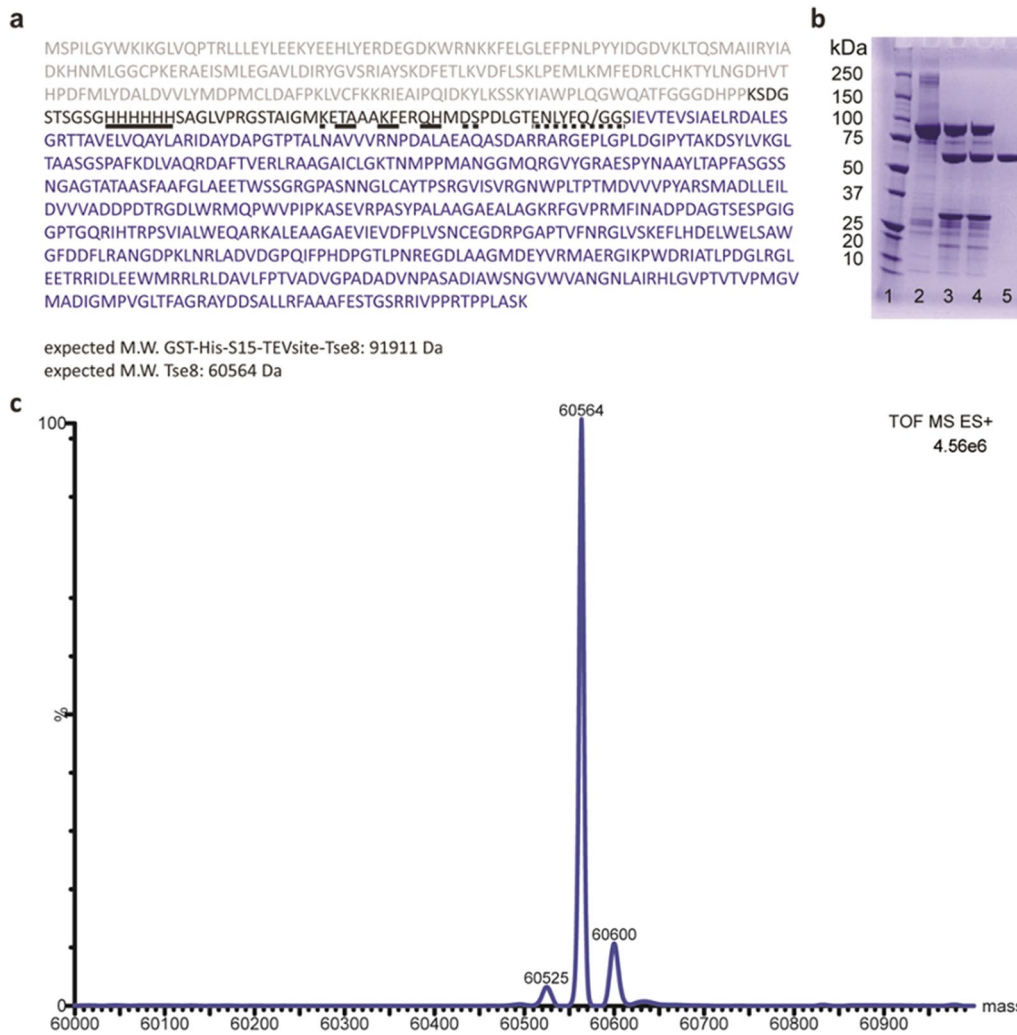 a
MSPILGYWKIKGLVQPTRLLLEYLEEKYEEHLYERDEGDKWRNKKFELGLEFPNLPYYIDGDVKLTQSMAIIRYIA
DKHNMLGGCPKERAEISMLEGAVLDIRYGVSRIAYSKDFETLKVDFLSKLPEMLKMFEDRLCHKTYLNGDHVT
HPDFMLYDALDVVLYMDPMCLDAFPKLVCFKKRIEAIPQIDKYLKSSKYIAWPLQGWQATFGGGDHPPKSDG
STSGSGHHHHHHSAGLVPRGSTAIGMKETAAAKFERQHMDSPDLGTENLYFQ/GGSIEVTEVSIAELRDALES
GRTTAVELVQAYLARIDAYDAPGTPTALNAVVVRNPDALAEAQASDARRARGEPLGPLDGIPYTAKDSYLVKGL
TAASGSPAFKDLVAQRDAFTVERLRAAGAICLGKTNMPPMANGGMQRGVYGRAESPYNAAYLTAPFASGSS
NGAGTATAASFAAFGLAEETWSSGRGPASNNGLCAYTPSRGVISVRGNWPLTPTMDVVVPYARSMADLLEIL
DVVVADDPDTRGDLWRMQPWVPIPKASEVRPASYPALAAGAEALAGKRFGVPRMFINADPDAGTSESPGIG
GPTGQRIHTRPSVIALWEQARKALEAAGAEVIEVDFPLVSNCEGDRPGAPTVFNRGLVSKEFLHDELWELSAW
GFDDFLRANGDPKLNRLADVDGPQIFPHDPGTLPNREGDLAAGMDEYVRMAERGIKPWDRIATLPDGLRGL
EETRRIDLEEWMRRLRLDAVLFPTVADVGPADADVNPASADIAWSNGVWVANGNLAIRHLGVPTVTVPMGV
MADIGMPVGLTFAGRAYDDSALLRFAAAFESTGSRRIVPPRTPPLASK
expected M.W. GST-His-S15-TEVsite-Tse8: 91911 Da
expected M.W. Tse8: 60564 Da
b
kDa
250
150
100
75
50
37
25
20
10
1 2 3 4 5
c
100
%
0
60564
TOF MS ES+
4.56e6
60525
60600
60000 60100 60200 60300 60400 60500 60600 60700 60800 60900
mass